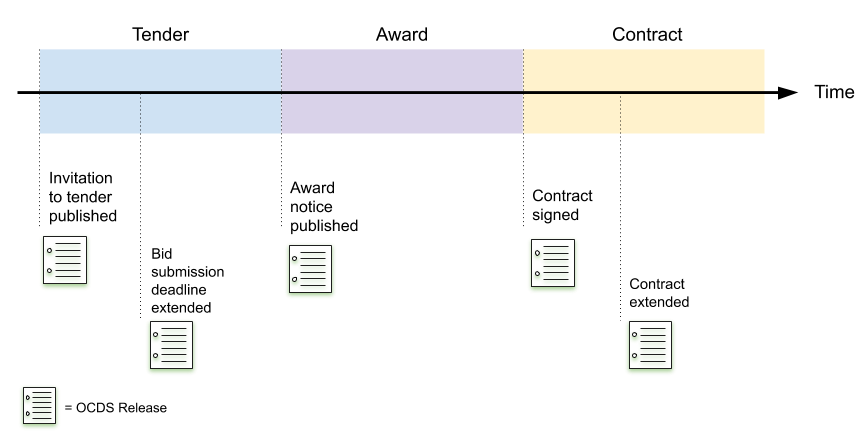 Tender
Award
Contract
Time
Invitation
to tender
published
Bid
submission
deadline
extended
Award
notice
published
Contract
signed
Contract
extended
= OCDS Release